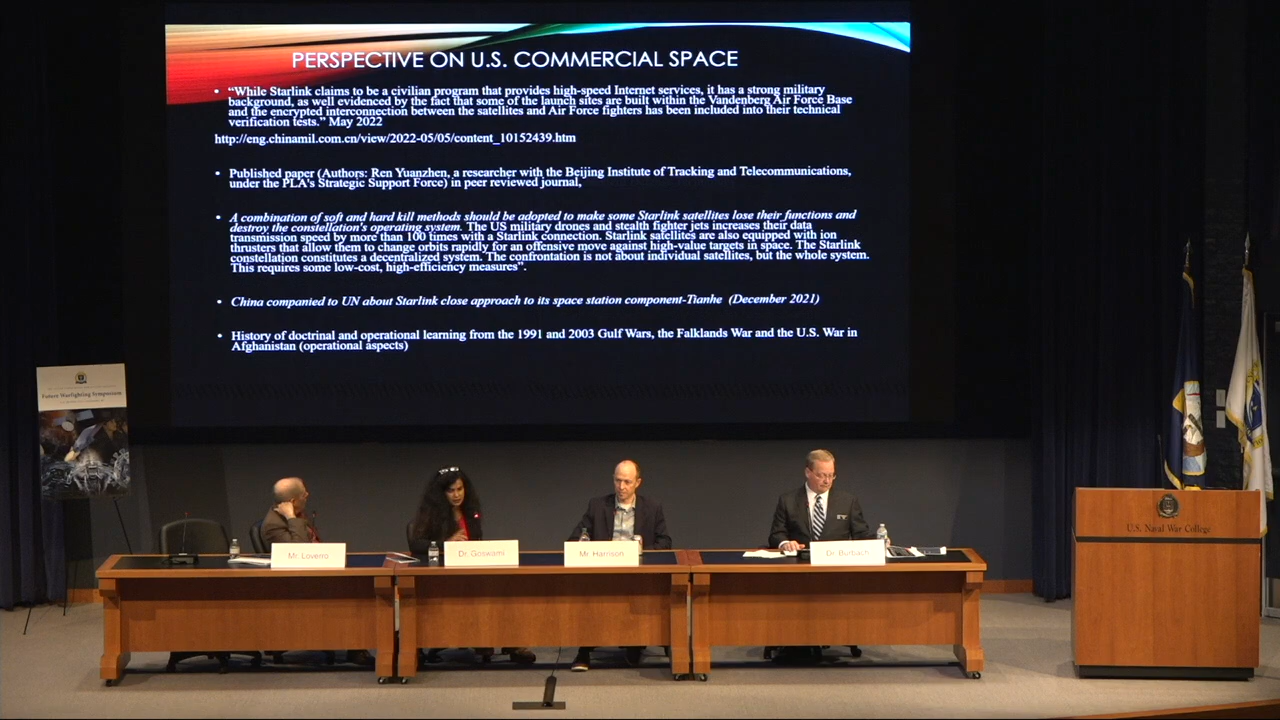 PERSPECTIVE ON U.S. COMMERCIAL SPACE
• “While Starlink claims to be a civilian program that provides high-speed Internet services, it has a strong military
background, as well evidenced by the fact that some of the launch sites are built within the Vandenberg Air Force Base
and the encrypted interconnection between the satellites and Air Force fighters has been included into their technical
verification tests.” May 2022
http://eng.chinamil.com.cn/view/2022-05/05/content_10152439.htm
• Published paper (Authors: Ren Yuanzhen, a researcher with the Beijing Institute of Tracking and Telecommunications,
under the PLA's Strategic Support Force) in peer reviewed journal,
• A combination of soft and hard kill methods should be adopted to make some Starlink satellites lose their functions and
destroy the constellation's operating system. The US military drones and stealth fighter jets increases their data
transmission speed by more than 100 times with a Starlink connection. Starlink satellites are also equipped with ion
thrusters that allow them to change orbits rapidly for an offensive move against high-value targets in space. The Starlink
constellation constitutes a decentralized system. The confrontation is not about individual satellites, but the whole system.
This requires some low-cost, high-efficiency measures”.
• China companied to UN about Starlink close approach to its space station component-Tianhe (December 2021)
• History of doctrinal and operational learning from the 1991 and 2003 Gulf Wars, the Falklands War and the U.S. War in
Afghanistan (operational aspects)
Future Warfighting Symposium
Mr. Loverro
Dr. Goswami
Mr. Harrison
Dr. Burbach
U.S. Naval War College